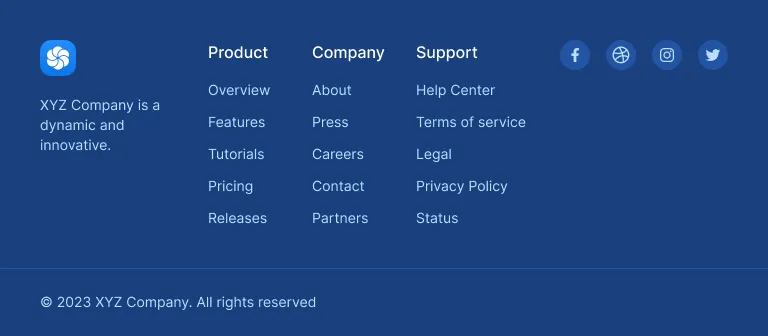 XYZ Company is a
dynamic and
innovative.
Product
Overview
Features
Tutorials
Pricing
Releases
Company
About
Press
Careers
Contact
Partners
Support
Help Center
Terms of service
Legal
Privacy Policy
Status
© 2023 XYZ Company. All rights reserved